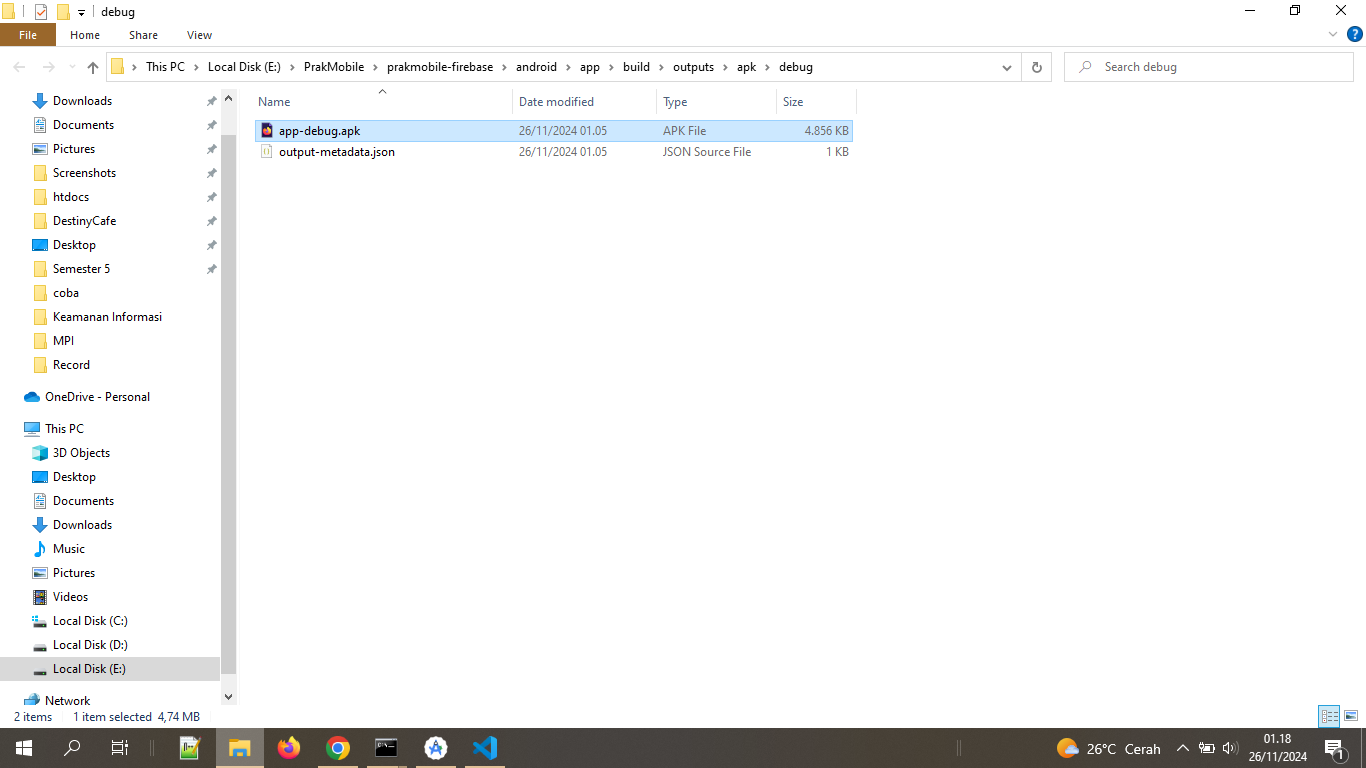 debug
File Home Share View
This PC Local Disk (E:) PrakMobile prakmobile-firebase android app build outputs apk debug
Search debug
Name Date modified Type Size
app-debug.apk 26/11/2024 01.05 APK File 4.856 KB
output-metadata.json 26/11/2024 01.05 JSON Source File 1 KB
Downloads
Documents
Pictures
Screenshots
htdocs
DestinyCafe
Desktop
Semester 5
coba
Keamanan Informasi
MPI
Record
OneDrive - Personal
This PC
3D Objects
Desktop
Documents
Downloads
Music
Pictures
Videos
Local Disk (C:)
Local Disk (D:)
Local Disk (E:)
Network
2 items 1 item selected 4,74 MB
26°C Cerah
01.18
26/11/2024
1